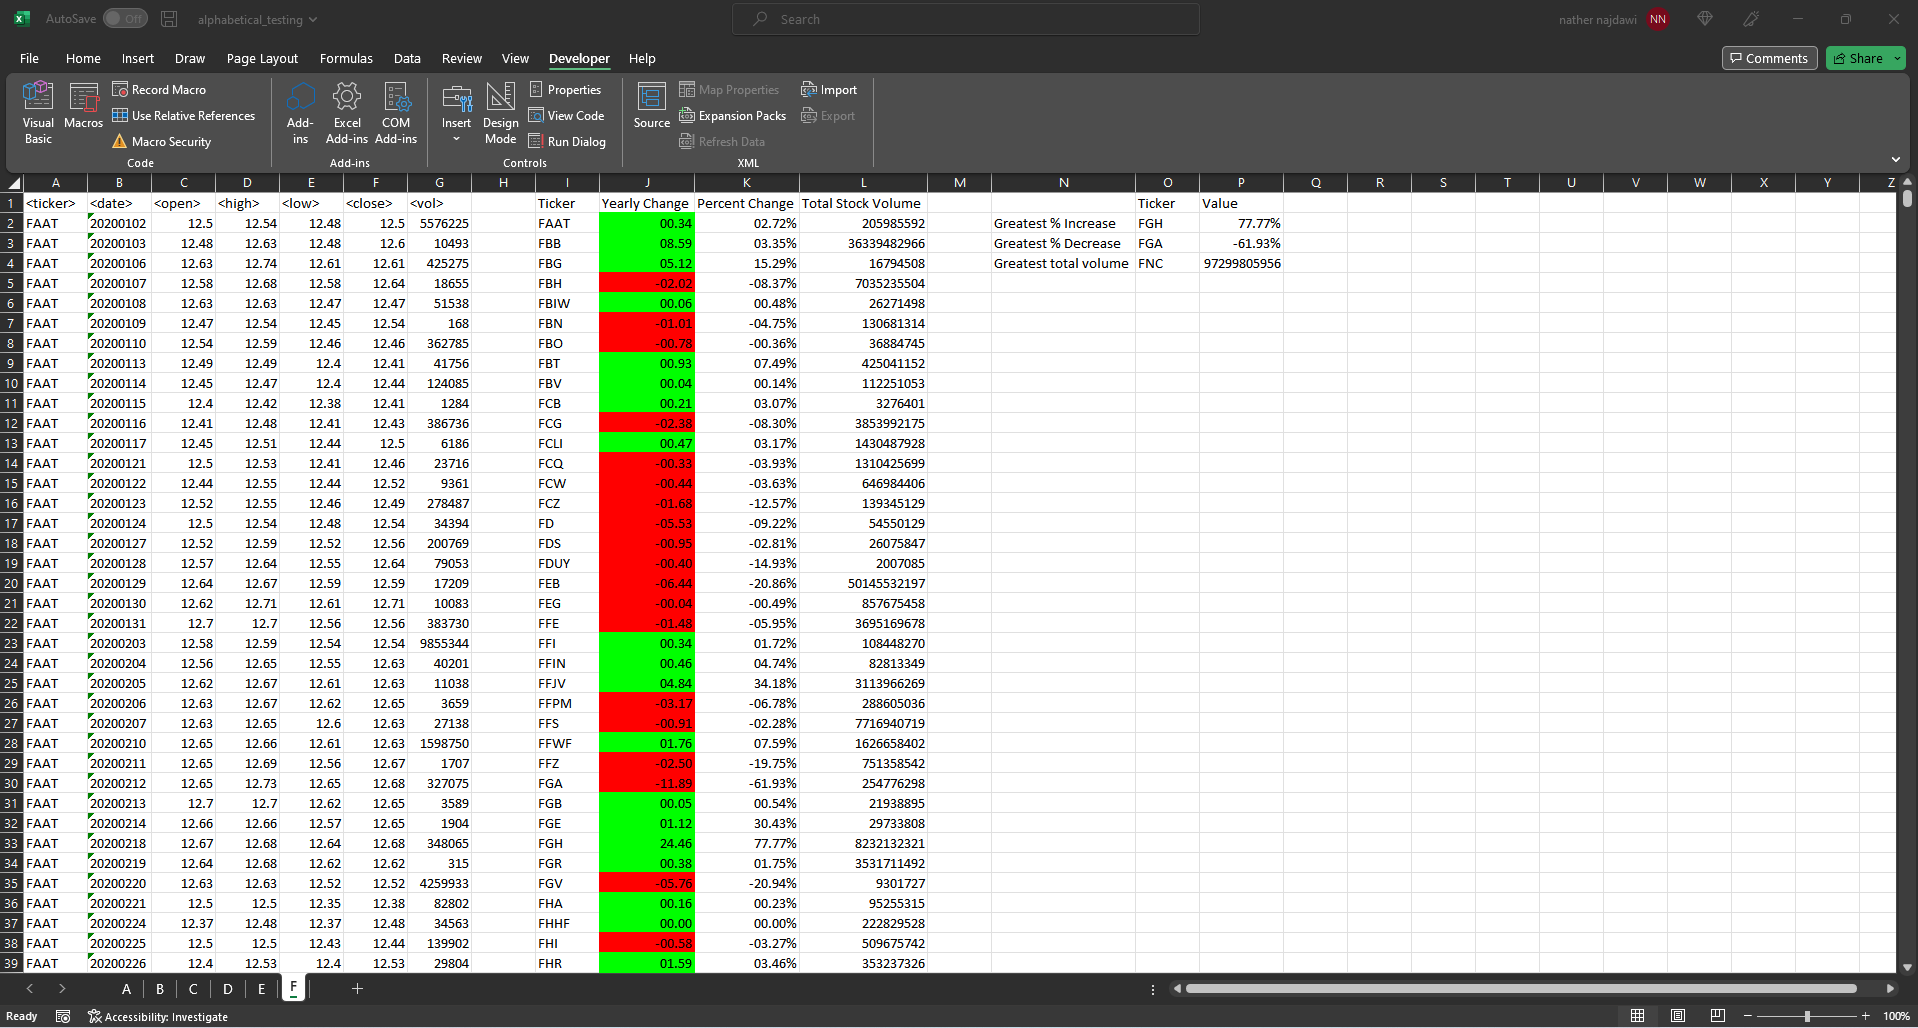 AutoSave Off alphabetical_testing Search nather najdawi NN
File Home Insert Draw Page Layout Formulas Data Review View Developer Help Comments Share
Visual Basic
Macros
Record Macro
Use Relative References
Macro Security
Code
Add-ins
Excel Add-ins
COM Add-ins
Add-ins
Insert
Design Mode
Properties
View Code
Run Dialog
Controls
Source
Map Properties
Expansion Packs
Refresh Data
Import
Export
XML
A B C D E F G H I J K L M N O P Q R S T U V W X Y Z
1 <ticker> <date> <open> <high> <low> <close> <vol> Ticker Yearly Change Percent Change Total Stock Volume Ticker Value
2 FAAT 20200102 12.5 12.54 12.48 12.5 5576225 FAAT 00.34 02.72% 205985592 Greatest % Increase FGH 77.77%
3 FAAT 20200103 12.48 12.63 12.48 12.6 10493 FBB 08.59 03.35% 36339482966 Greatest % Decrease FGA -61.93%
4 FAAT 20200106 12.63 12.74 12.61 12.61 425275 FBG 05.12 15.29% 16794508 Greatest total volume FNC 97299805956
5 FAAT 20200107 12.58 12.68 12.58 12.64 18655 FBH -02.02 -08.37% 7035235504
6 FAAT 20200108 12.63 12.63 12.47 12.47 51538 FBIW 00.06 00.48% 26271498
7 FAAT 20200109 12.47 12.54 12.45 12.54 168 FBN -01.01 -04.75% 130681314
8 FAAT 20200110 12.54 12.59 12.46 12.46 362785 FBO -00.78 -00.36% 36884745
9 FAAT 20200113 12.49 12.49 12.4 12.41 41756 FBT 00.93 07.49% 425041152
10 FAAT 20200114 12.45 12.47 12.4 12.44 124085 FBV 00.04 00.14% 112251053
11 FAAT 20200115 12.4 12.42 12.38 12.41 1284 FCB 00.21 03.07% 3276401
12 FAAT 20200116 12.41 12.48 12.41 12.43 386736 FCG -02.38 -08.30% 3853992175
13 FAAT 20200117 12.45 12.51 12.44 12.5 6186 FCLI 00.47 03.17% 1430487928
14 FAAT 20200121 12.5 12.53 12.41 12.46 23716 FCQ -00.33 -03.93% 1310425699
15 FAAT 20200122 12.44 12.55 12.44 12.52 9361 FCW -00.44 -03.63% 646984406
16 FAAT 20200123 12.52 12.55 12.46 12.49 278487 FCZ -01.68 -12.57% 139345129
17 FAAT 20200124 12.5 12.54 12.48 12.54 34394 FD -05.53 -09.22% 54550129
18 FAAT 20200127 12.52 12.59 12.52 12.56 200769 FDS -00.95 -02.81% 26075847
19 FAAT 20200128 12.57 12.64 12.55 12.64 79053 FDUY -00.40 -14.93% 2007085
20 FAAT 20200129 12.64 12.67 12.59 12.59 17209 FEB -06.44 -20.86% 50145532197
21 FAAT 20200130 12.62 12.71 12.61 12.71 10083 FEG -00.04 -00.49% 857675458
22 FAAT 20200131 12.7 12.7 12.56 12.56 383730 FFE -01.48 -05.95% 3695169678
23 FAAT 20200203 12.58 12.59 12.54 12.54 9855344 FFI 00.34 01.72% 108448270
24 FAAT 20200204 12.56 12.65 12.55 12.63 40201 FFIN 00.46 04.74% 82813349
25 FAAT 20200205 12.62 12.67 12.61 12.63 11038 FFJV 04.84 34.18% 3113966269
26 FAAT 20200206 12.63 12.67 12.62 12.65 3659 FFPM -03.17 -06.78% 288605036
27 FAAT 20200207 12.63 12.65 12.6 12.63 27138 FFS -00.91 -02.28% 7716940719
28 FAAT 20200210 12.65 12.66 12.61 12.63 1598750 FFWF 01.76 07.59% 1626658402
29 FAAT 20200211 12.65 12.69 12.56 12.67 1707 FFZ -02.50 -19.75% 751358542
30 FAAT 20200212 12.65 12.73 12.65 12.68 327075 FGA -11.89 -61.93% 254776298
31 FAAT 20200213 12.7 12.7 12.62 12.65 3589 FGB 00.05 00.54% 21938895
32 FAAT 20200214 12.66 12.66 12.57 12.65 1904 FGE 01.12 30.43% 29733808
33 FAAT 20200218 12.67 12.68 12.64 12.68 348065 FGH 24.46 77.77% 8232132321
34 FAAT 20200219 12.64 12.68 12.62 12.62 315 FGR 00.38 01.75% 3531711492
35 FAAT 20200220 12.63 12.63 12.52 12.52 4259933 FGV -05.76 -20.94% 9301727
36 FAAT 20200221 12.5 12.5 12.35 12.38 82802 FHA 00.16 00.23% 95255315
37 FAAT 20200224 12.37 12.48 12.37 12.48 34563 FHHF 00.00 00.00% 222829528
38 FAAT 20200225 12.5 12.5 12.43 12.44 139902 FHI -00.58 -03.27% 509675742
39 FAAT 20200226 12.4 12.53 12.4 12.53 29804 FHR 01.59 03.46% 353237326
A B C D E F
Ready Accessibility: Investigate 100%